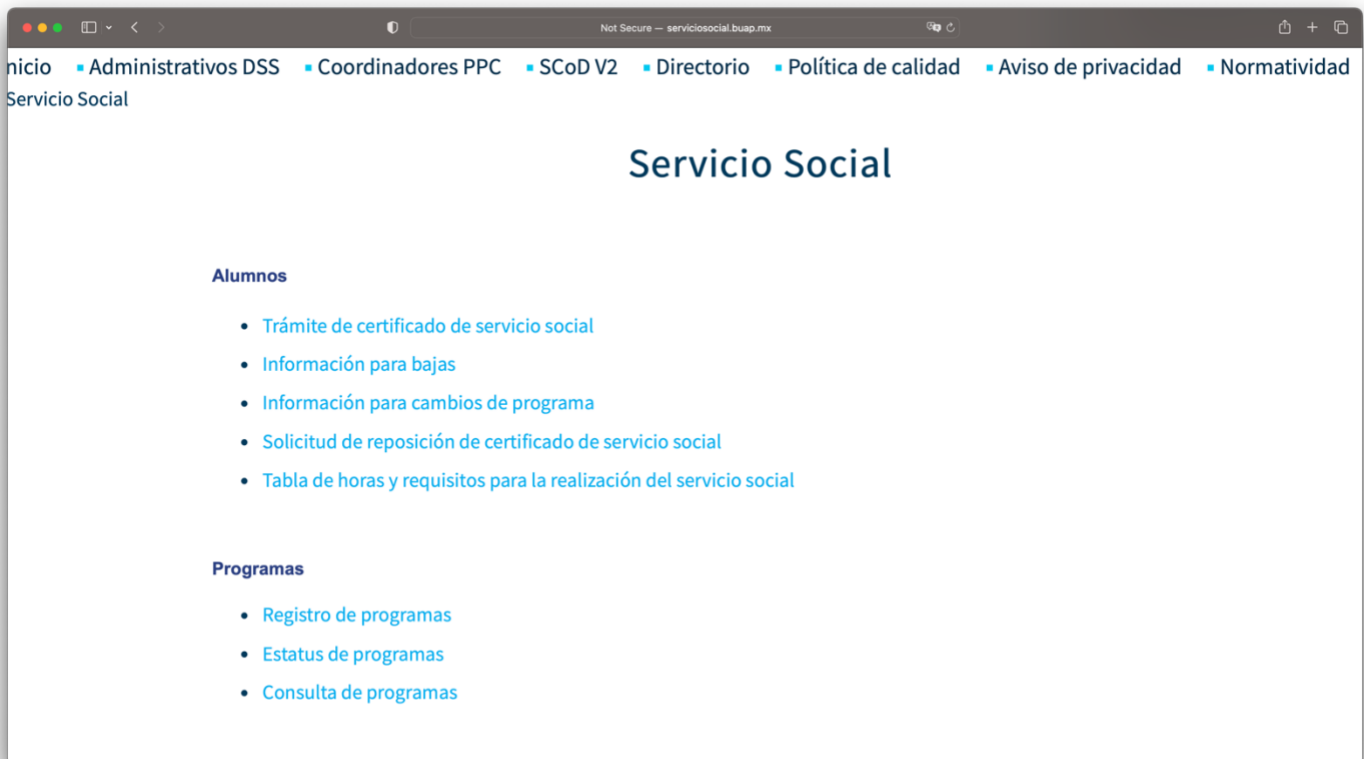 Not Secure — serviciosocial.buap.mx
nicio ▪ Administrativos DSS ▪ Coordinadores PPC ▪ SCoD V2 ▪ Directorio ▪ Política de calidad ▪ Aviso de privacidad ▪ Normatividad
Servicio Social
Servicio Social
Alumnos
• Trámite de certificado de servicio social
• Información para bajas
• Información para cambios de programa
• Solicitud de reposición de certificado de servicio social
• Tabla de horas y requisitos para la realización del servicio social
Programas
• Registro de programas
• Estatus de programas
• Consulta de programas